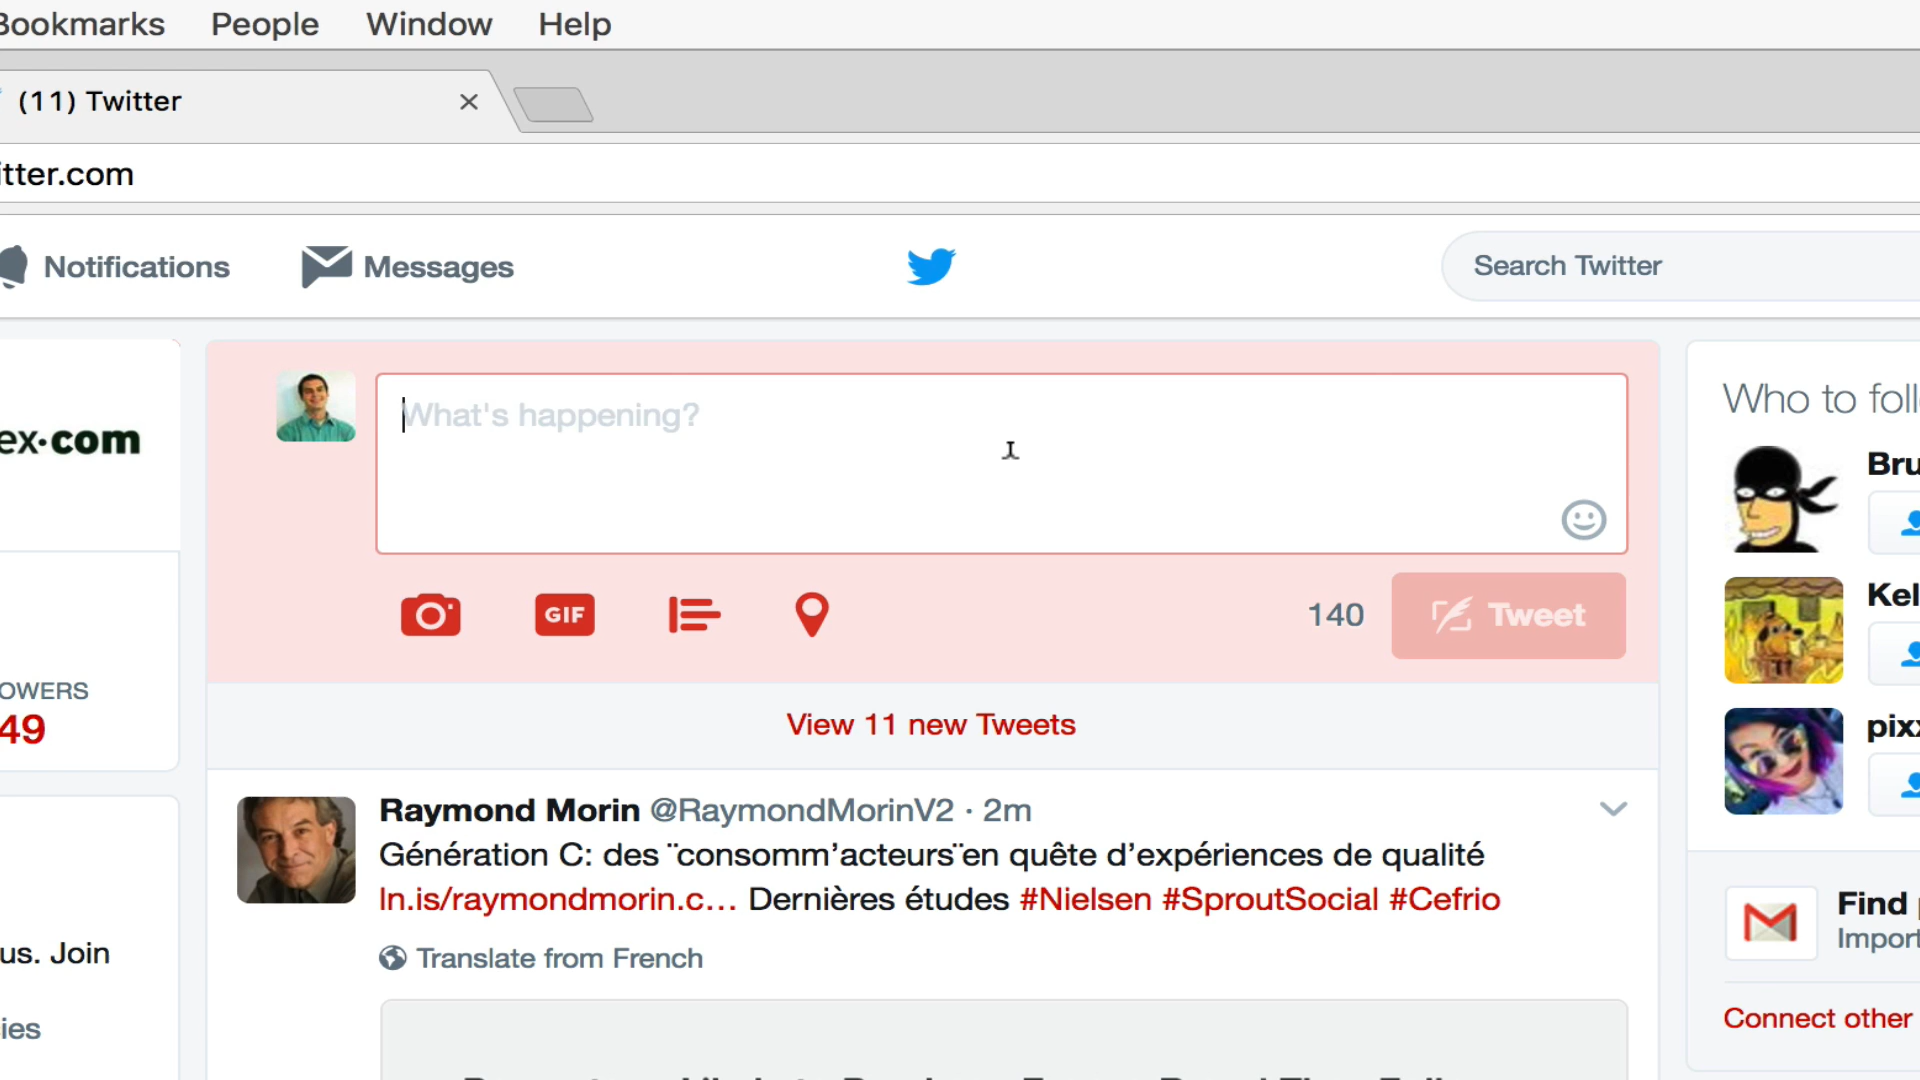 Bookmarks People Window Help
(11) Twitter
itter.com
Notifications Messages Search Twitter
What's happening?
GIF
140 Tweet
View 11 new Tweets
Raymond Morin @RaymondMorinV2 · 2m
Génération C: des ¨consomm’acteurs¨en quête d’expériences de qualité
ln.is/raymondmorin.c… Dernières études #Nielsen #SproutSocial #Cefrio
Translate from French
ex.com
OWERS
49
us. Join
ies
Who to foll
Bru
Kel
pixx
Find
Import
Connect other